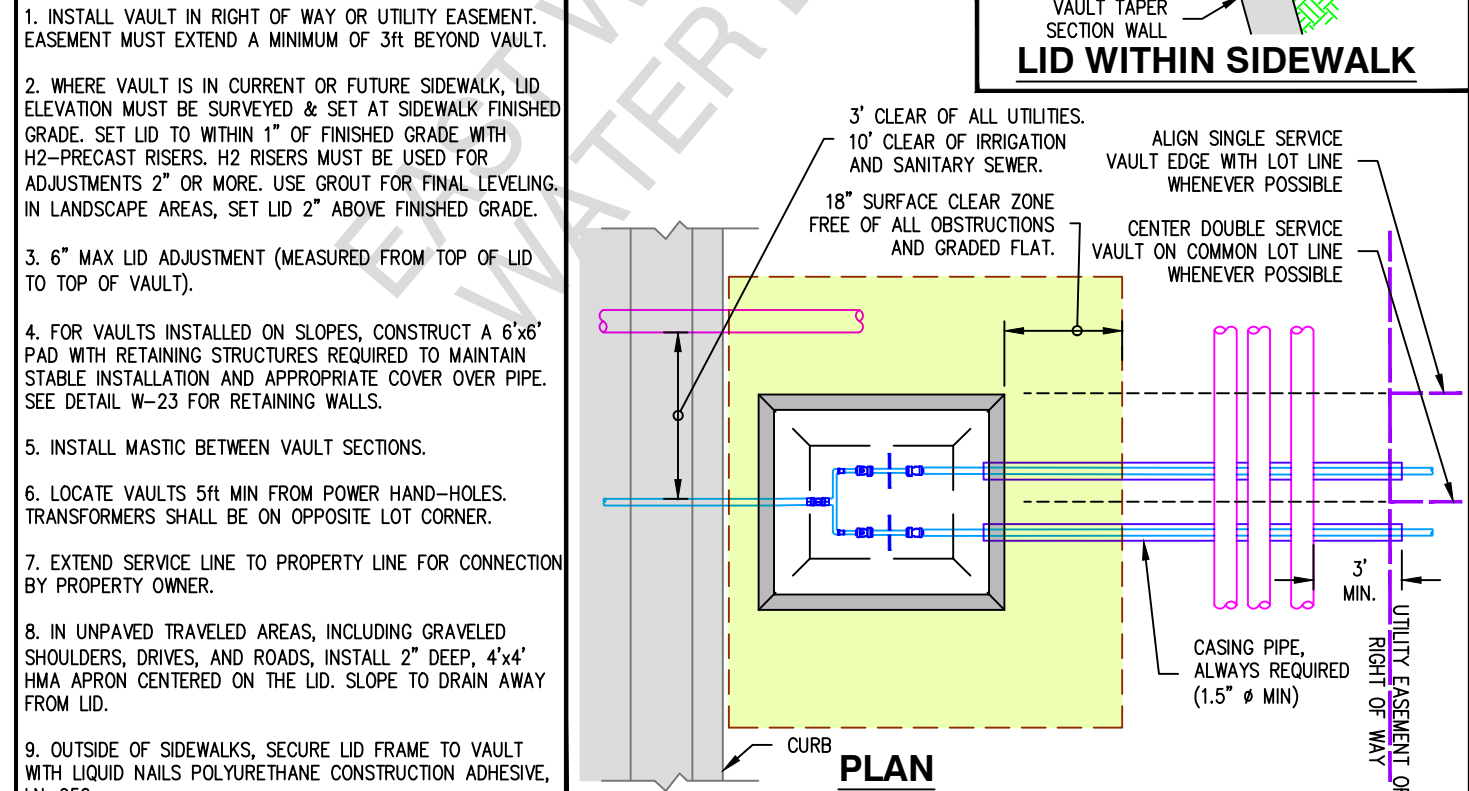 1. INSTALL VAULT IN RIGHT OF WAY OR UTILITY EASEMENT.
EASEMENT MUST EXTEND A MINIMUM OF 3ft BEYOND VAULT.
2. WHERE VAULT IS IN CURRENT OR FUTURE SIDEWALK, LID
ELEVATION MUST BE SURVEYED & SET AT SIDEWALK FINISHED
GRADE. SET LID TO WITHIN 1" OF FINISHED GRADE WITH
H2-PRECAST RISERS. H2 RISERS MUST BE USED FOR
ADJUSTMENTS 2" OR MORE. USE GROUT FOR FINAL LEVELING.
IN LANDSCAPE AREAS, SET LID 2" ABOVE FINISHED GRADE.
3. 6" MAX LID ADJUSTMENT (MEASURED FROM TOP OF LID
TO TOP OF VAULT).
4. FOR VAULTS INSTALLED ON SLOPES, CONSTRUCT A 6'x6'
PAD WITH RETAINING STRUCTURES REQUIRED TO MAINTAIN
STABLE INSTALLATION AND APPROPRIATE COVER OVER PIPE.
SEE DETAIL W-23 FOR RETAINING WALLS.
5. INSTALL MASTIC BETWEEN VAULT SECTIONS.
6. LOCATE VAULTS 5ft MIN FROM POWER HAND-HOLES.
TRANSFORMERS SHALL BE ON OPPOSITE LOT CORNER.
7. EXTEND SERVICE LINE TO PROPERTY LINE FOR CONNECTION
BY PROPERTY OWNER.
8. IN UNPAVED TRAVELED AREAS, INCLUDING GRAVELED
SHOULDERS, DRIVES, AND ROADS, INSTALL 2" DEEP, 4'x4'
HMA APRON CENTERED ON THE LID. SLOPE TO DRAIN AWAY
FROM LID.
9. OUTSIDE OF SIDEWALKS, SECURE LID FRAME TO VAULT
WITH LIQUID NAILS POLYURETHANE CONSTRUCTION ADHESIVE,
EAST W
WATER
VAULT TAPER
SECTION WALL
LID WITHIN SIDEWALK
3' CLEAR OF ALL UTILITIES.
10' CLEAR OF IRRIGATION
AND SANITARY SEWER.
18" SURFACE CLEAR ZONE
FREE OF ALL OBSTRUCTIONS
AND GRADED FLAT.
ALIGN SINGLE SERVICE
VAULT EDGE WITH LOT LINE
WHENEVER POSSIBLE
CENTER DOUBLE SERVICE
VAULT ON COMMON LOT LINE
WHENEVER POSSIBLE
3'
MIN.
CASING PIPE,
ALWAYS REQUIRED
(1.5" ø MIN)
UTILITY EASEMENT OR
RIGHT OF WAY
CURB
PLAN